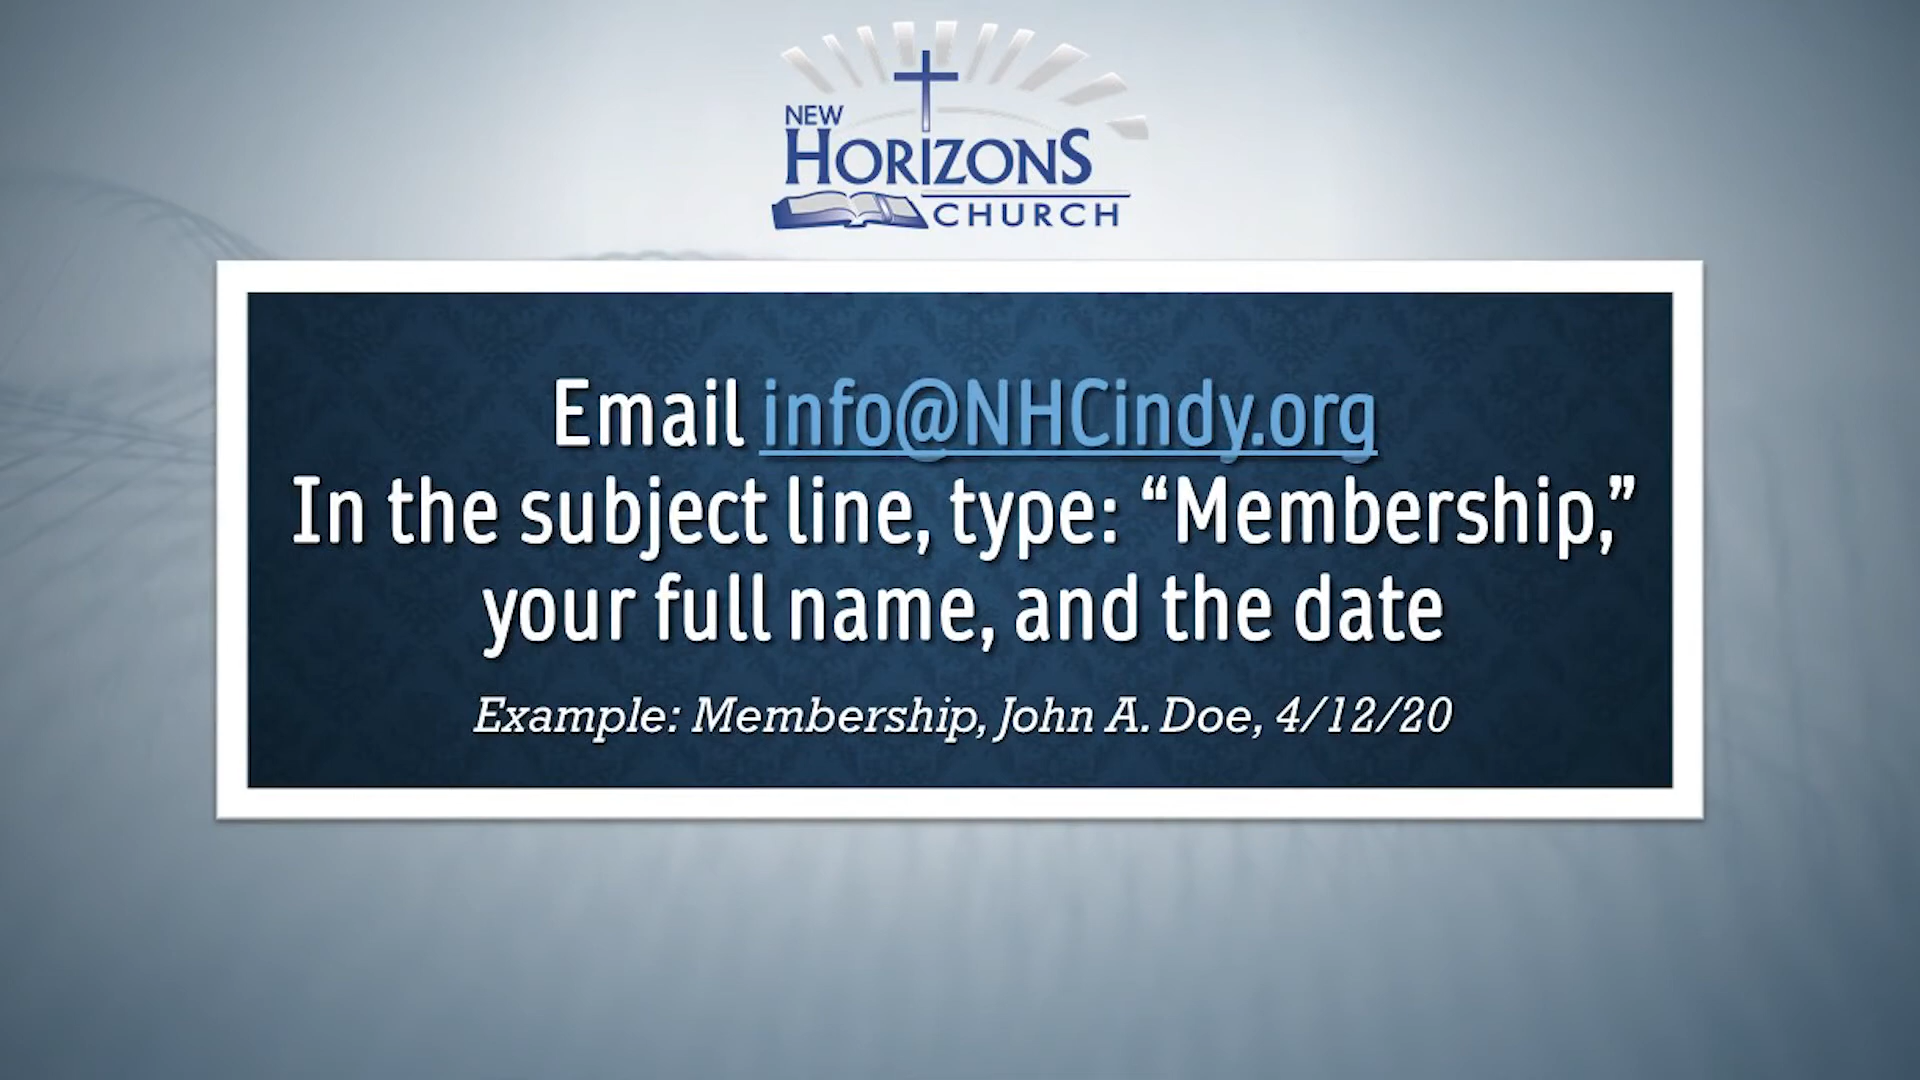 NEW
HORIZONS
CHURCH
Email info@NHCindy.org
In the subject line, type: “Membership,”
your full name, and the date
Example: Membership, John A. Doe, 4/12/20